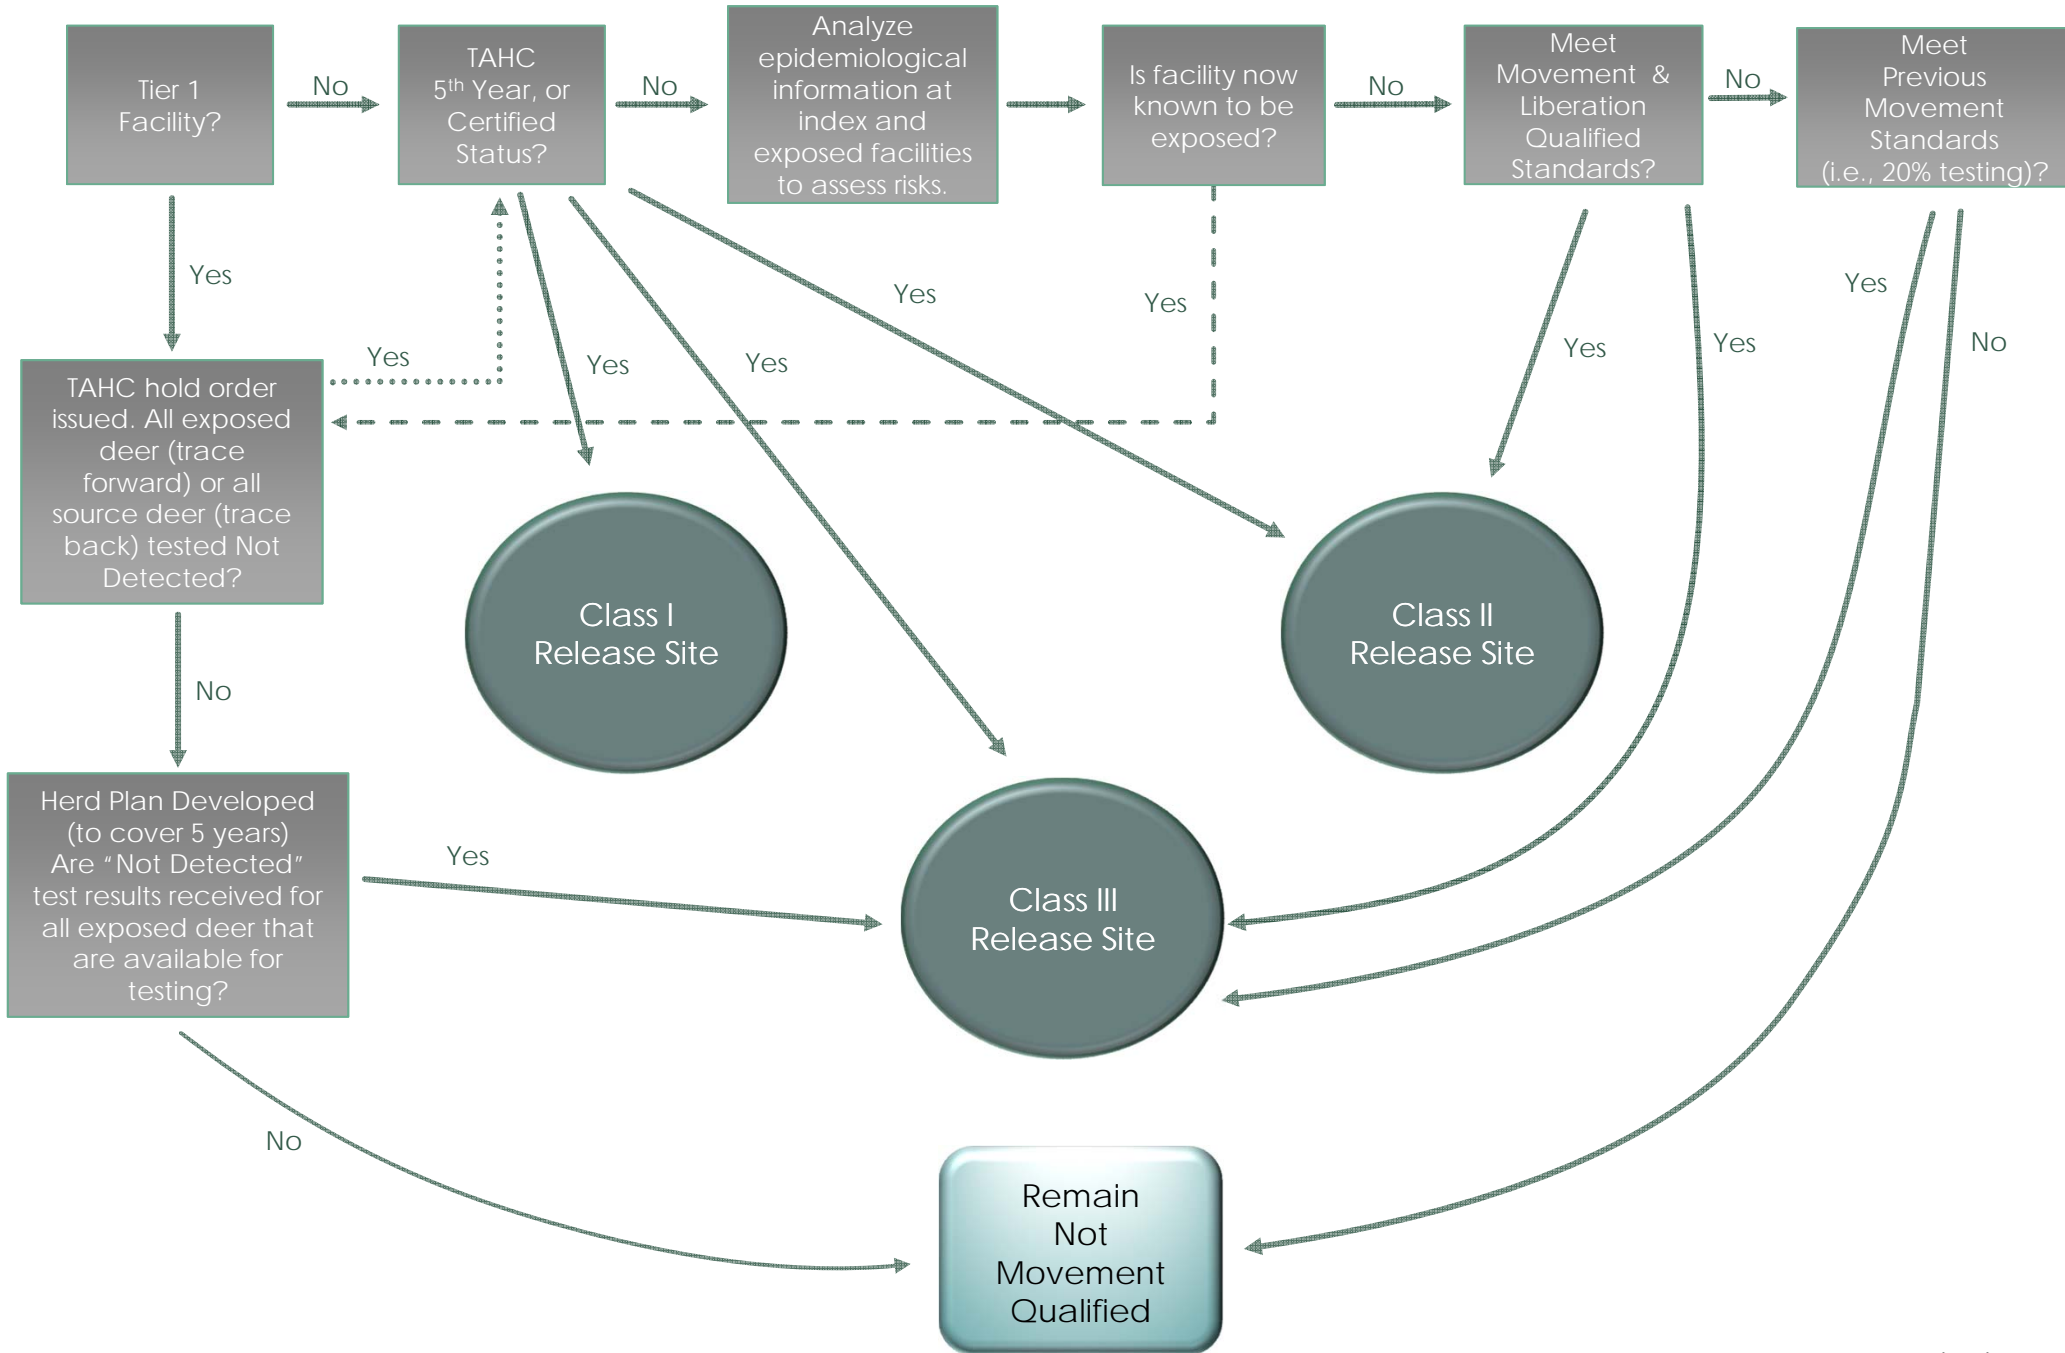 Tier 1
Facility?
No
TAHC
5th Year, or
Certified
Status?
No
Analyze
epidemiological
information at
index and
exposed facilities
to assess risks.
Is facility now
known to be
exposed?
No
Meet
Movement & 
Liberation
Qualified
Standards?
No
Meet
Previous
Movement
Standards
(i.e., 20% testing)?
Yes
Yes
Yes
Yes
Yes
Yes
Yes
Yes
Yes
No
TAHC hold order
issued. All exposed
deer (trace
forward) or all
source deer (trace
back) tested Not
Detected?
No
Class I
Release Site
Class II
Release Site
Herd Plan Developed
(to cover 5 years)
Are “Not Detected”
test results received for
all exposed deer that
are available for
testing?
Yes
Class III
Release Site
No
Remain
Not
Movement
Qualified